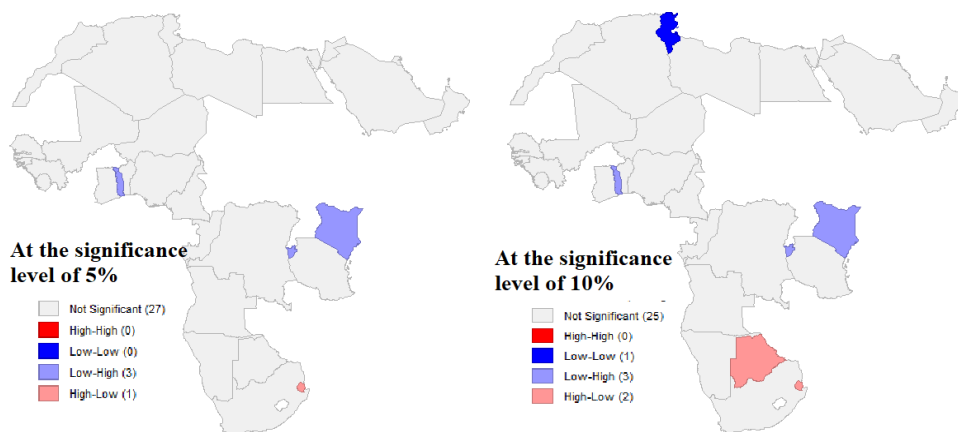 At the significance
level of 5%
Not Significant (27)
High-High (0)
Low-Low (0)
Low-High (3)
High-Low (1)
At the significance
level of 10%
Not Significant (25)
High-High (0)
Low-Low (1)
Low-High (3)
High-Low (2)